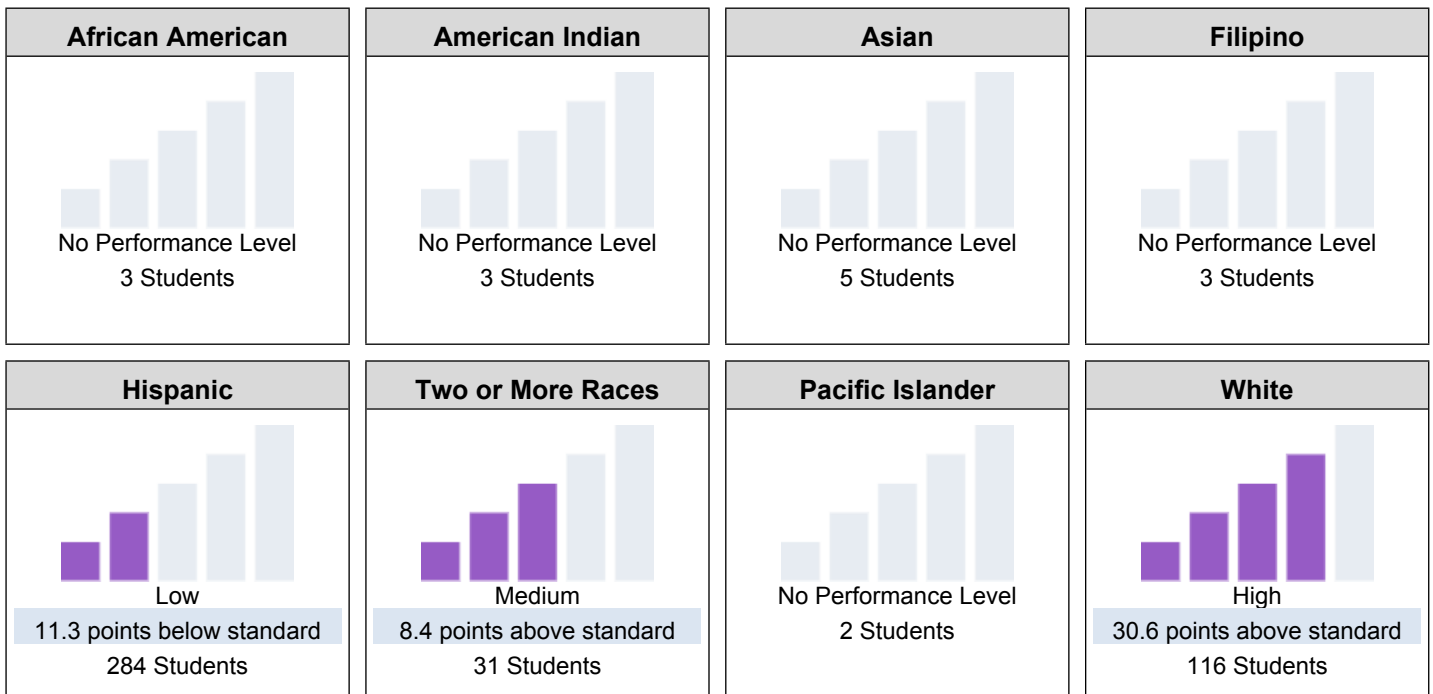 African American
No Performance Level
3 Students
American Indian
No Performance Level
3 Students
Asian
No Performance Level
5 Students
Filipino
No Performance Level
3 Students
Hispanic
Low
11.3 points below standard
284 Students
Two or More Races
Medium
8.4 points above standard
31 Students
Pacific Islander
No Performance Level
2 Students
White
High
30.6 points above standard
116 Students